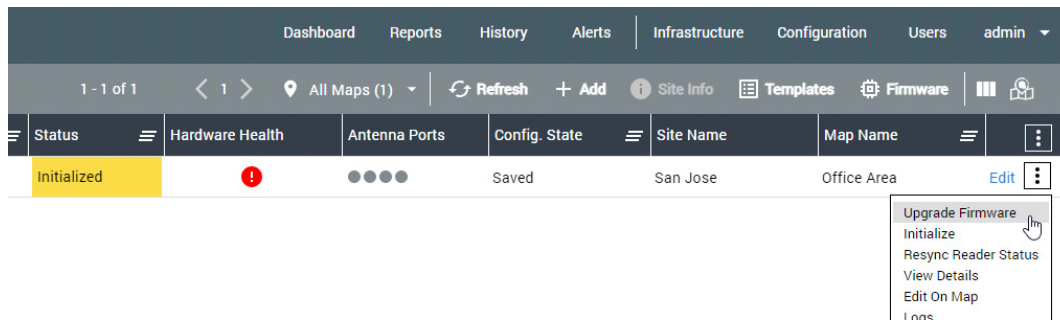 Dashboard Reports History Alerts Infrastructure Configuration Users admin
1 - 1 of 1 1 All Maps (1) Refresh + Add Site Info Templates Firmware
Status Hardware Health Antenna Ports Config. State Site Name Map Name
Initialized Saved San Jose Office Area Edit
Upgrade Firmware
Initialize
Resync Reader Status
View Details
Edit On Map
Logs